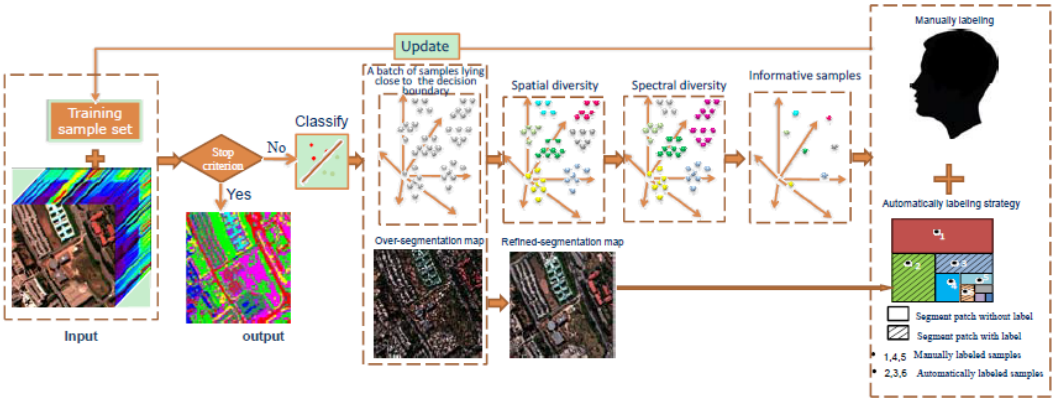 Manually labeling
Update
A batch of samples lying
close to the decision
boundary
Spatial diversity
Spectral diversity
Informative samples
Training
sample set
Classify
Stop
criterion
No
Yes
Input
output
Over-segmentation map
Refined-segmentation map
Automatically labeling strategy
1
2
3
Segment patch without label
Segment patch with label
1,4,5 Manually labeled samples
2,3,6 Automatically labeled samples